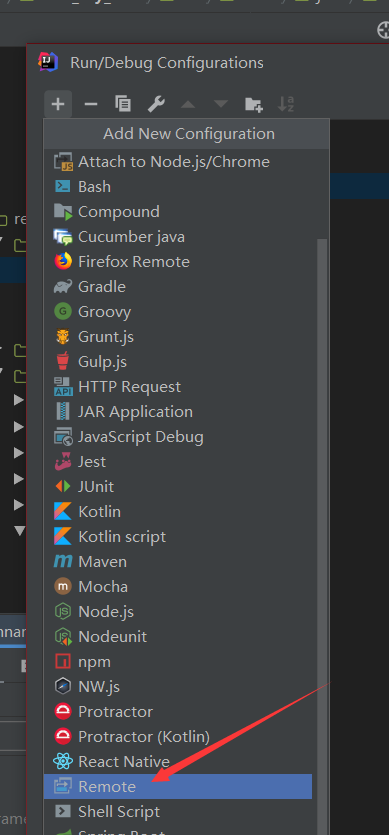 Run/Debug Configurations
Add New Configuration
Attach to Node.js/Chrome
Bash
Compound
Cucumber java
Firefox Remote
Gradle
Groovy
Grunt.js
Gulp.js
HTTP Request
JAR Application
JavaScript Debug
Jest
JUnit
Kotlin
Kotlin script
Maven
Mocha
Node.js
Nodeunit
npm
NW.js
Protractor
Protractor (Kotlin)
React Native
Remote
Shell Script
Spring Boot